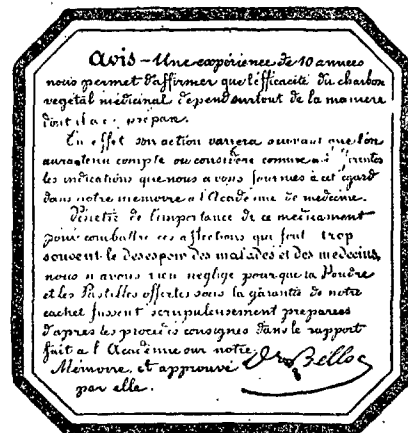 Avis – Une expérience de 10 années
nous permet d'affirmer que l'efficacité du charbon
végétal médicinal dépend surtout de la manière
dont il a été préparé.
En effet son action variera suivant que l'on
aura tenu compte ou considéré comme
les indications que nous avons fournies à cet égard
dans notre mémoire à l'Académie de médecine.
Pénétré de l'importance de ce médicament
pour combattre ces affections qui font trop
souvent le désespoir des malades et des médecins,
nous n'avons rien négligé pour que la Poudre
et les Pastilles offertes sous la garantie de notre
cachet fussent scrupuleusement préparées
d'après les procédés consignés dans le rapport
fait à l'Académie sur notre
Mémoire, et approuvé
par elle.
Dr Belloc